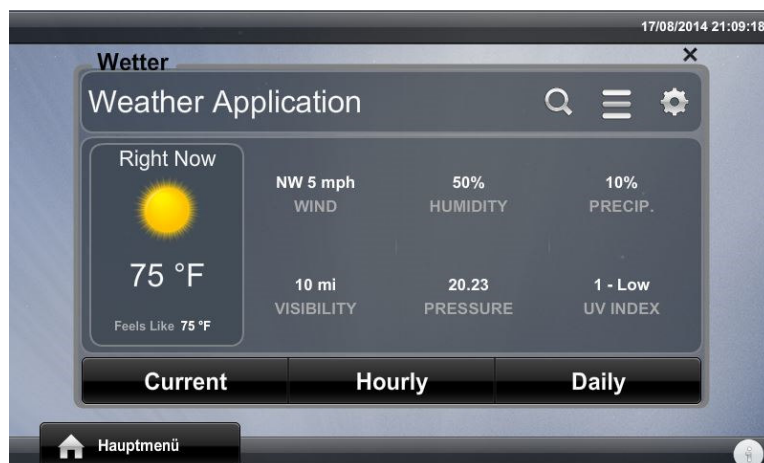 17/08/2014 21:09:18
Wetter
Weather Application
Right Now
75 °F
Feels Like 75 °F
NW 5 mph
WIND
50%
HUMIDITY
10%
PRECIP.
10 mi
VISIBILITY
20.23
PRESSURE
1 - Low
UV INDEX
Current
Hourly
Daily
Hauptmenü
i